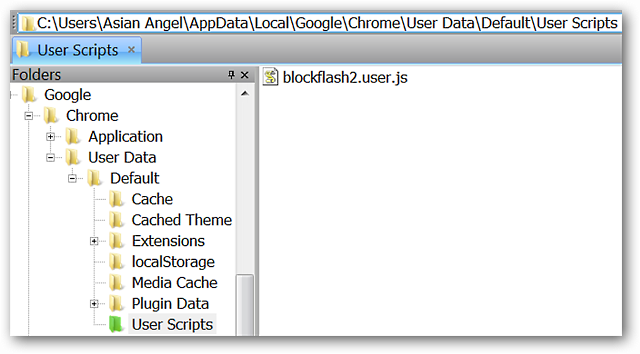 C:\Users\Asian Angel\AppData\Local\Google\Chrome\User Data\Default\User Scripts
User Scripts
Folders
blockflash2.user.js
Google
Chrome
Application
User Data
Default
Cache
Cached Theme
Extensions
localStorage
Media Cache
Plugin Data
User Scripts